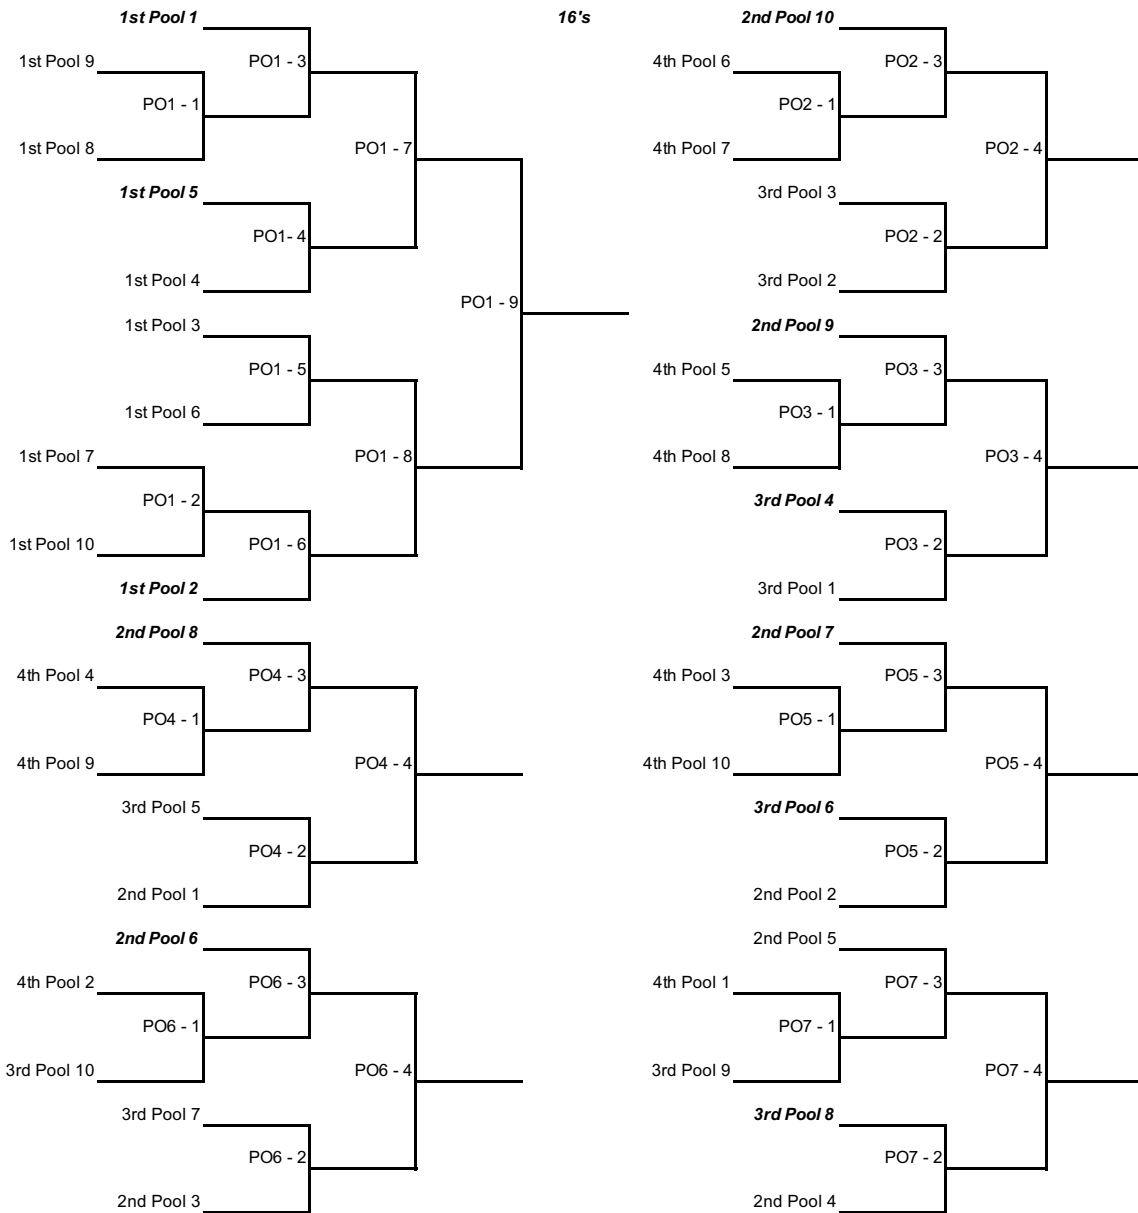 1st Pool 1
16's
2nd Pool 10
1st Pool 9
PO1 - 3
4th Pool 6
PO2 - 3
PO1 - 1
PO2 - 1
1st Pool 8
PO1 - 7
4th Pool 7
PO2 - 4
1st Pool 5
3rd Pool 3
PO1- 4
PO2 - 2
1st Pool 4
3rd Pool 2
PO1 - 9
1st Pool 3
2nd Pool 9
PO1 - 5
4th Pool 5
PO3 - 3
1st Pool 6
PO3 - 1
1st Pool 7
PO1 - 8
4th Pool 8
PO3 - 4
PO1 - 2
3rd Pool 4
1st Pool 10
PO1 - 6
PO3 - 2
1st Pool 2
3rd Pool 1
2nd Pool 8
2nd Pool 7
4th Pool 4
PO4 - 3
4th Pool 3
PO5 - 3
PO4 - 1
PO5 - 1
4th Pool 9
PO4 - 4
4th Pool 10
PO5 - 4
3rd Pool 5
3rd Pool 6
PO4 - 2
PO5 - 2
2nd Pool 1
2nd Pool 2
2nd Pool 6
2nd Pool 5
4th Pool 2
PO6 - 3
4th Pool 1
PO7 - 3
PO6 - 1
PO7 - 1
3rd Pool 10
PO6 - 4
3rd Pool 9
PO7 - 4
3rd Pool 7
3rd Pool 8
PO6 - 2
PO7 - 2
2nd Pool 3
2nd Pool 4